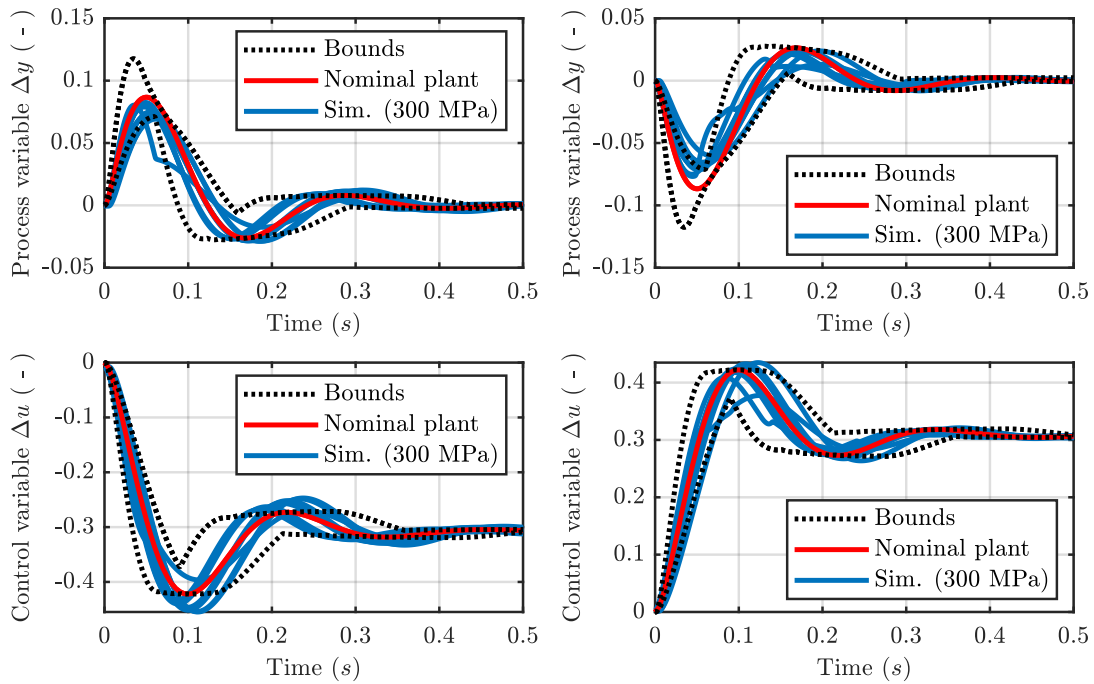 Process variable Δy ( - )
0.15
0.1
0.05
0
-0.05
Bounds
Nominal plant
Sim. (300 MPa)
0
0.1
0.2
0.3
0.4
0.5
Time (s)
Process variable Δy ( - )
0.05
0
-0.05
-0.1
-0.15
Bounds
Nominal plant
Sim. (300 MPa)
0
0.1
0.2
0.3
0.4
0.5
Time (s)
Control variable Δu ( - )
0
-0.1
-0.2
-0.3
-0.4
Bounds
Nominal plant
Sim. (300 MPa)
0
0.1
0.2
0.3
0.4
0.5
Time (s)
Control variable Δu ( - )
0.4
0.3
0.2
0.1
0
Bounds
Nominal plant
Sim. (300 MPa)
0
0.1
0.2
0.3
0.4
0.5
Time (s)